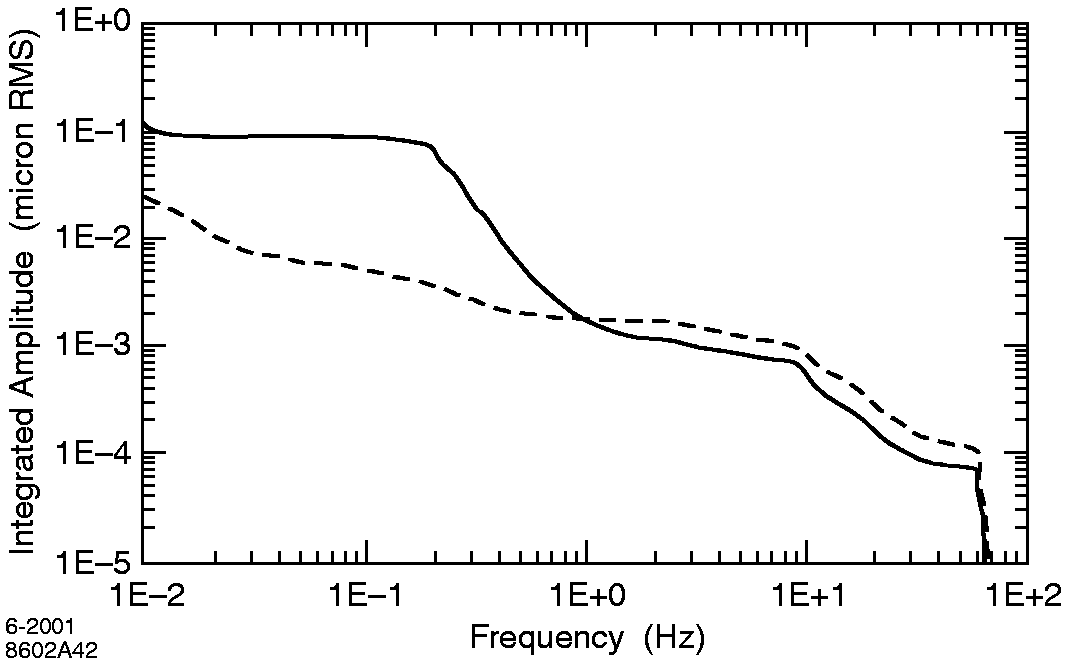 Integrated Amplitude (micron RMS)
1E+0
1E–1
1E–2
1E–3
1E–4
1E–5
1E–2
1E–1
1E+0
1E+1
1E+2
Frequency (Hz)
6-2001
8602A42